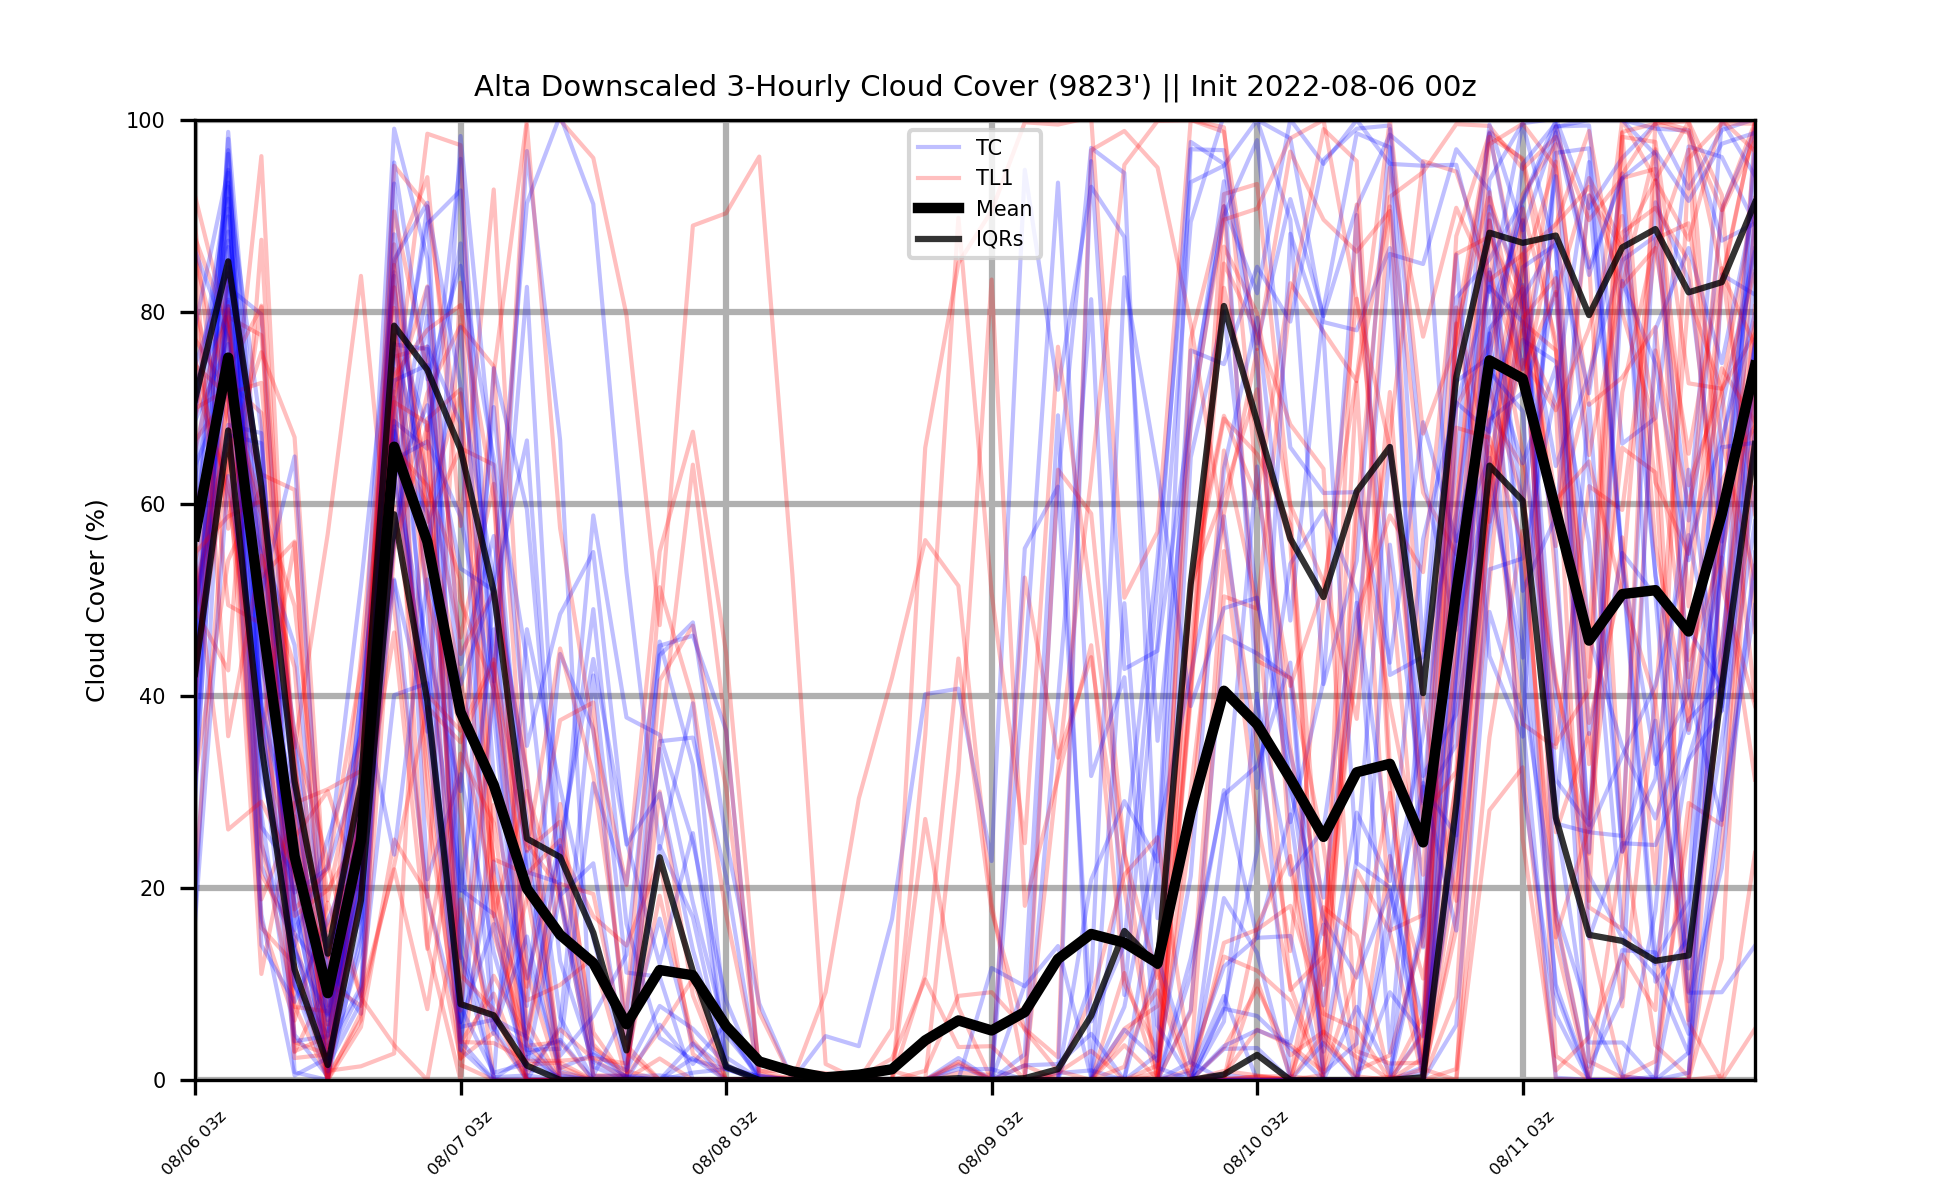 Alta Downscaled 3-Hourly Cloud Cover (9823') || Init 2022-08-06 00z
100
80
60
40
20
0
Cloud Cover (%)
TC
TL1
Mean
IQRs
08/06 03z
08/07 03z
08/08 03z
08/09 03z
08/10 03z
08/11 03z